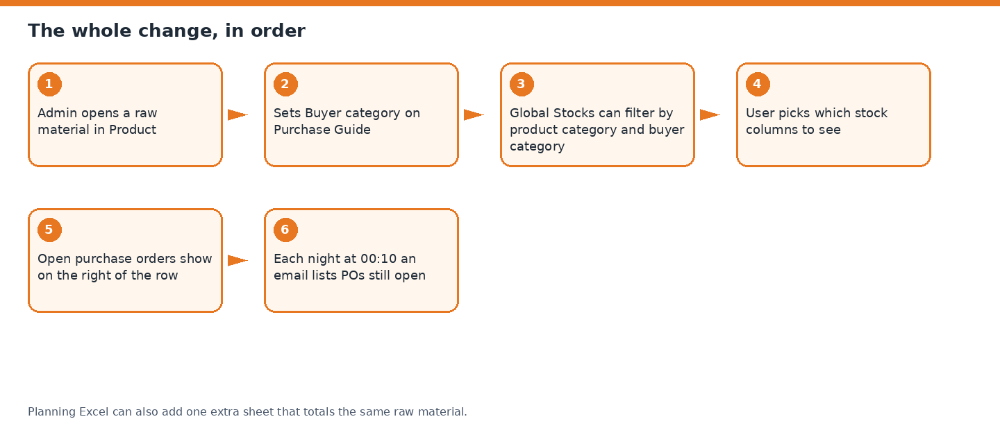 The whole change, in order
1
Admin opens a raw
material in Product
2
Sets Buyer category on
Purchase Guide
3
Global Stocks can filter by
product category and buyer
category
4
User picks which stock
columns to see
5
Open purchase orders show
on the right of the row
6
Each night at 00:10 an
email lists POs still open
Planning Excel can also add one extra sheet that totals the same raw material.